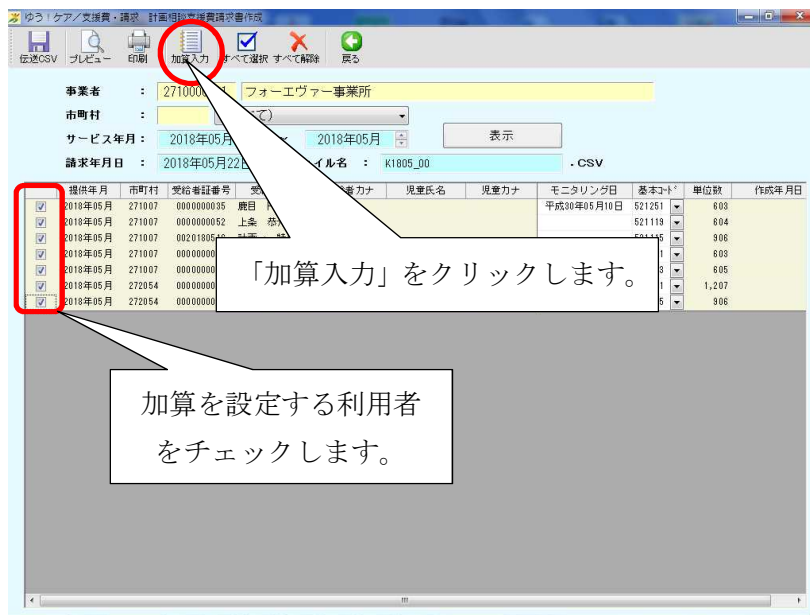 ゆう!ケア/支援費・請求 計画相談支援費請求書作成
伝送CSV プレビュー 印刷 加算入力 すべて選択 すべて解除 戻る
事業者 : フォーエヴァー事業所
市町村 :
サービス年月 : 2018年05月 ～ 2018年05月 表示
請求年月日 : 2018年05月22日 : K1805_00 .CSV
提供年月 市町村 受給者証番号 児童氏名 児童カナ モニタリング日 基本コード 単位数 作成年月日
2018年05月 271007 0000000035 鹿目 平成30年05月10日 521251 603
2018年05月 271007 0000000052 上条 521119 604
2018年05月 271007 906
2018年05月 271007 603
2018年05月 271007 605
2018年05月 272054 1,207
2018年05月 272054 906
「加算入力」をクリックします。
加算を設定する利用者
をチェックします。